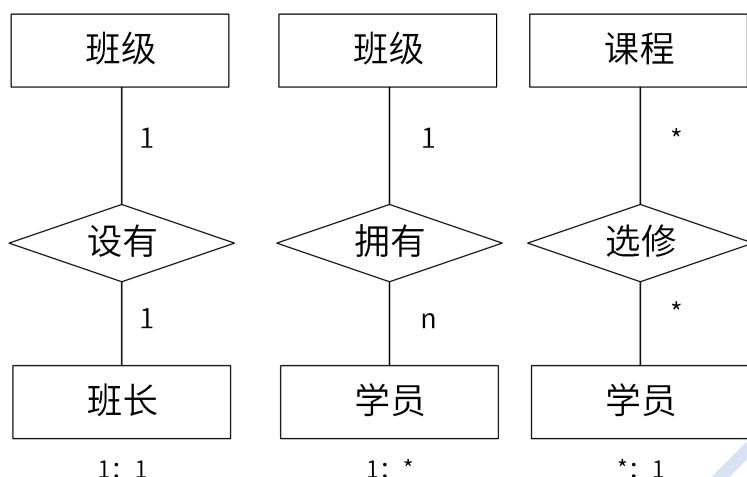 班级 班级 课程
1 1 *
设有 拥有 选修
1 n *
班长 学员 学员
1：1 1：* *：1